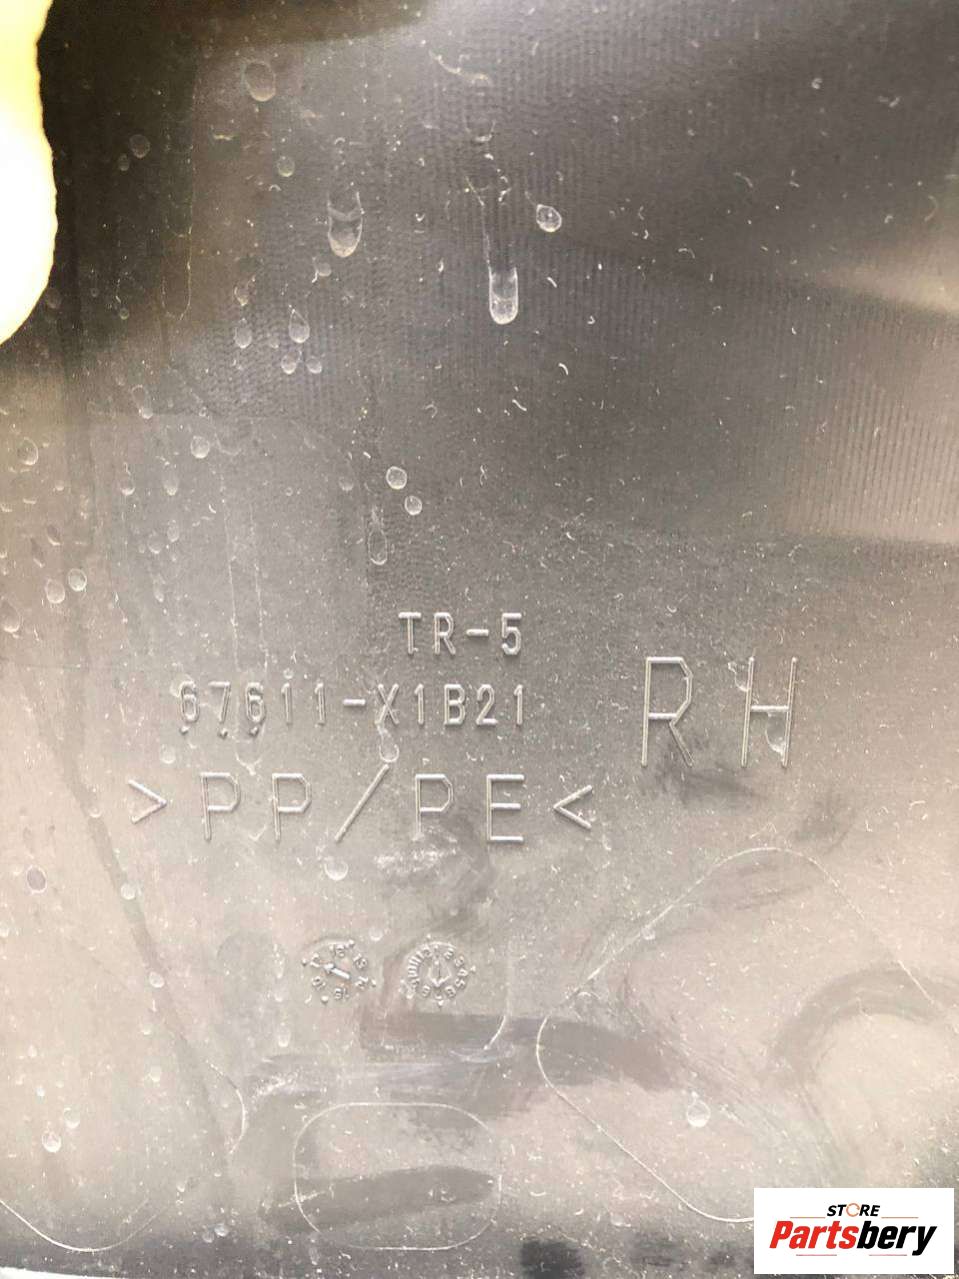 TR-5
67611-X1B21
RH
>PP/PE<
STORE
Partsbery